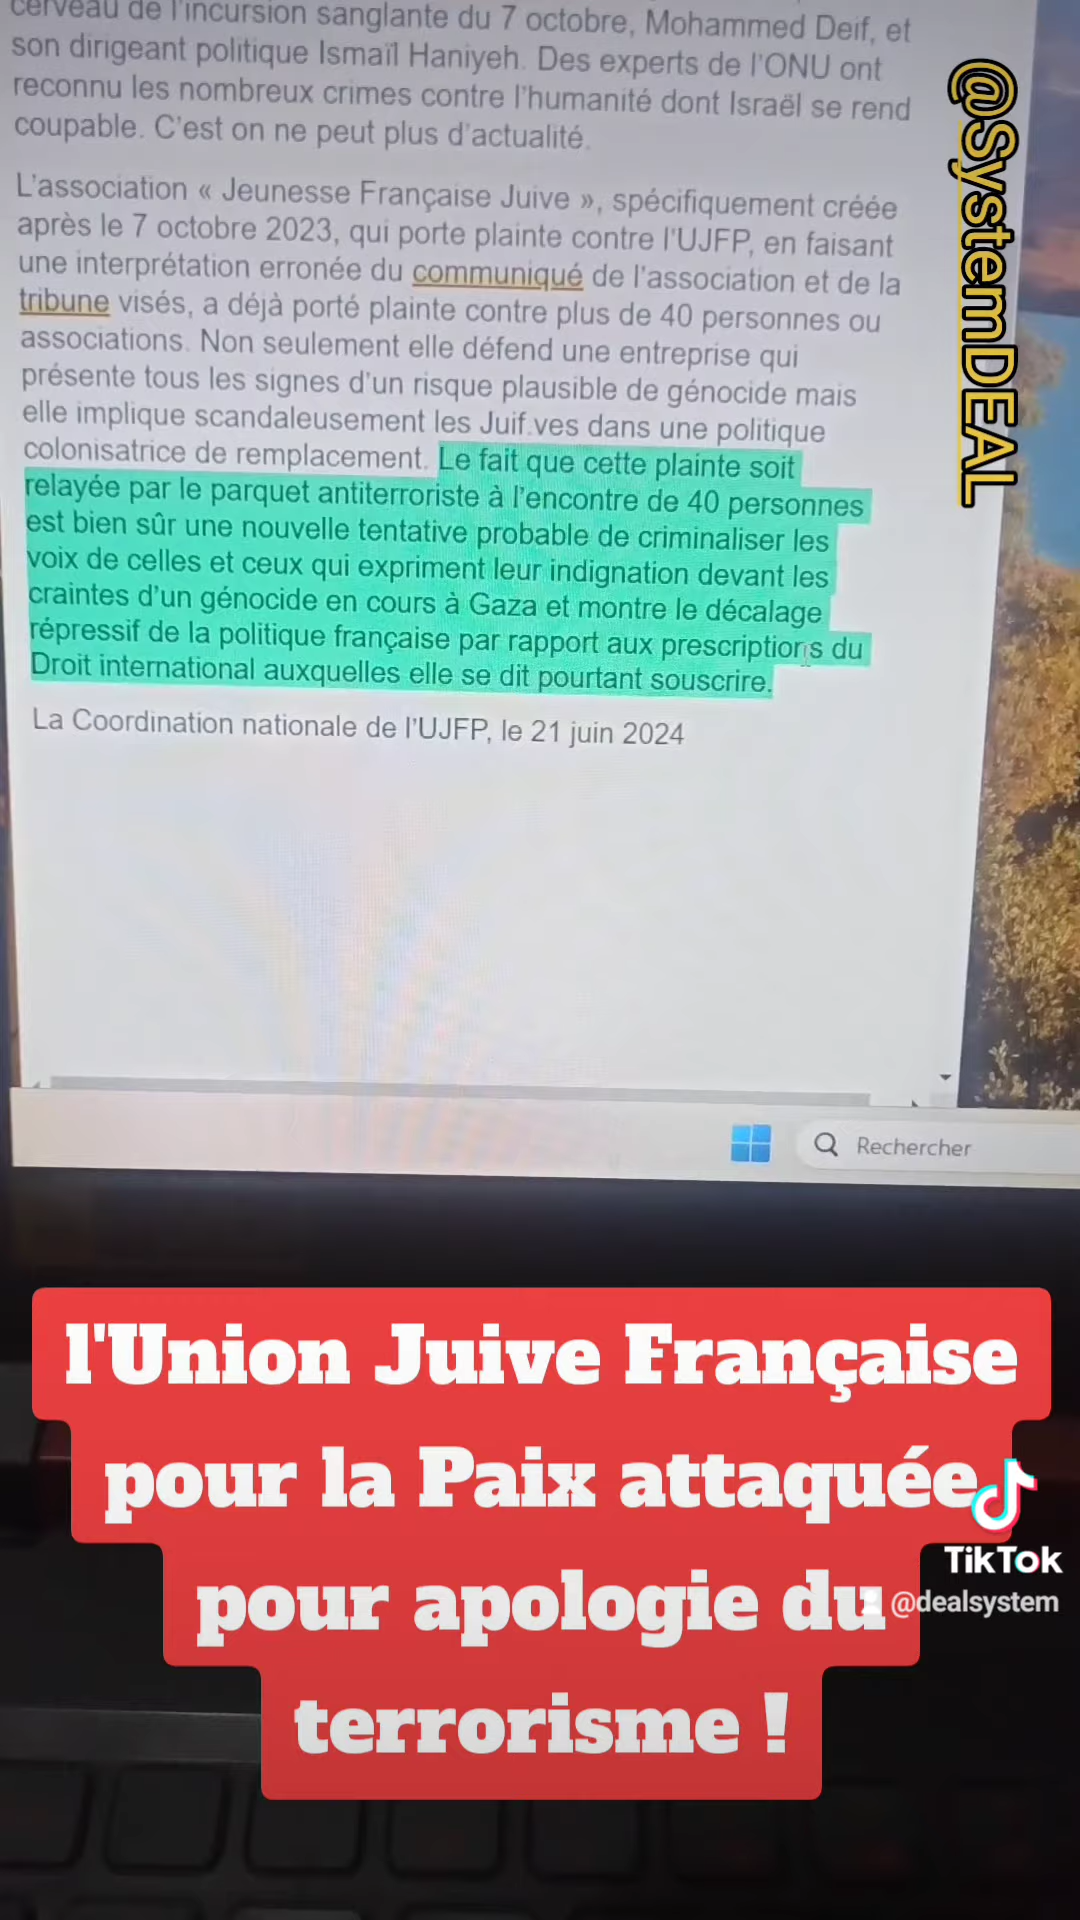 cerveau de l'incursion sanglante du 7 octobre, Mohammed Deif, et
son dirigeant politique Ismaïl Haniyeh. Des experts de l'ONU ont
reconnu les nombreux crimes contre l'humanité dont Israël se rend
coupable. C'est on ne peut plus d'actualité.
L'association « Jeunesse Française Juive », spécifiquement créée
après le 7 octobre 2023, qui porte plainte contre l'UJFP, en faisant
une interprétation erronée du communiqué de l'association et de la
tribune visés, a déjà porté plainte contre plus de 40 personnes ou
associations. Non seulement elle défend une entreprise qui
présente tous les signes d'un risque plausible de génocide mais
elle implique scandaleusement les Juif.ves dans une politique
colonisatrice de remplacement. Le fait que cette plainte soit
relayée par le parquet antiterroriste à l'encontre de 40 personnes
est bien sûr une nouvelle tentative probable de criminaliser les
voix de celles et ceux qui expriment leur indignation devant les
craintes d'un génocide en cours à Gaza et montre le décalage
répressif de la politique française par rapport aux prescriptions du
Droit international auxquelles elle se dit pourtant souscrire.
La Coordination nationale de l'UJFP, le 21 juin 2024
@SystemDEAL
Rechercher
l'Union Juive Française
pour la Paix attaquée
pour apologie du
terrorisme !
TikTok
@dealsystem